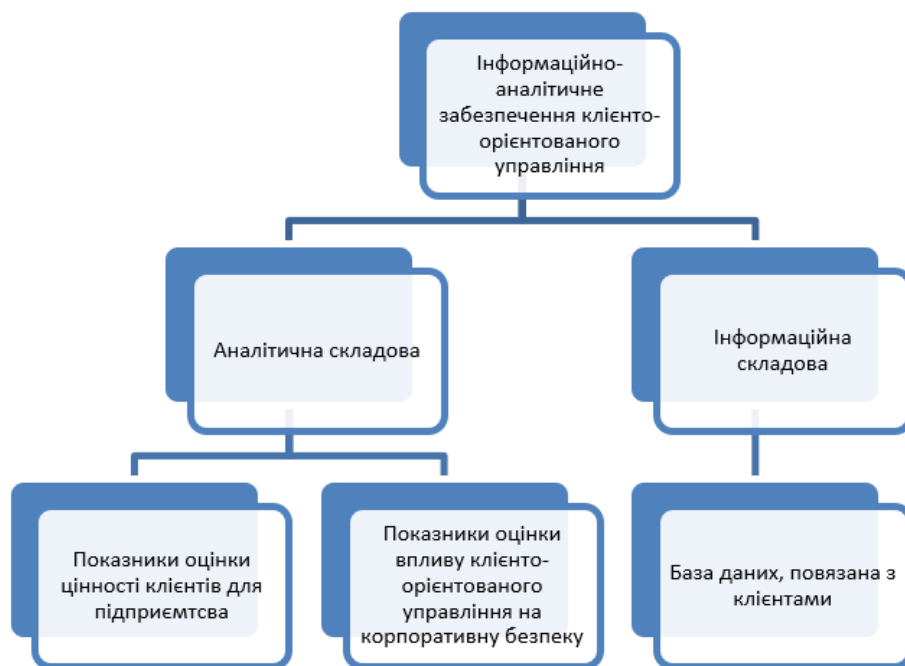 Інформаційно-
аналітичне
забезпечення клієнто-
орієнтованого
управління
Аналітична складова
Інформаційна
складова
Показники оцінки
цінності клієнтів для
підприємтсва
Показники оцінки
впливу клієнто-
орієнтованого
управління на
корпоративну безпеку
База даних, повязана з
клієнтами